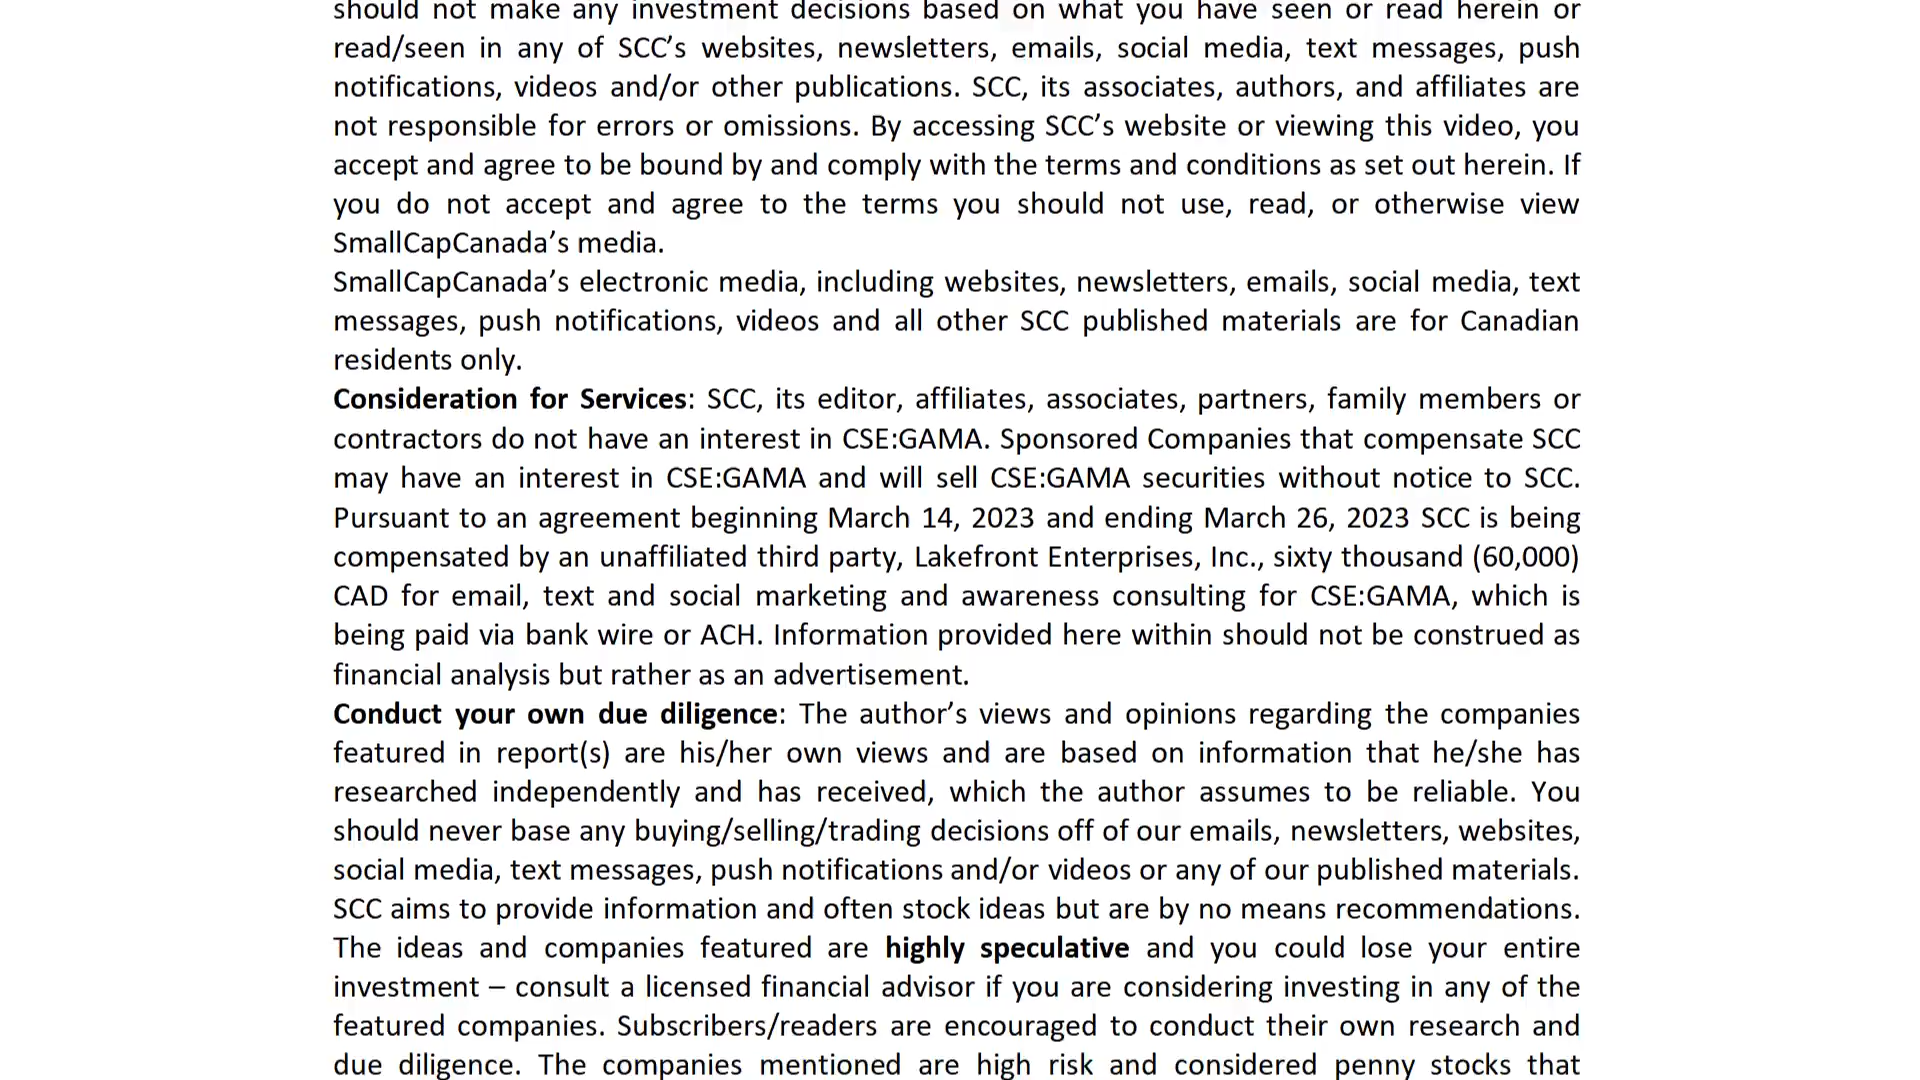 should not make any investment decisions based on what you have seen or read herein or
read/seen in any of SCC’s websites, newsletters, emails, social media, text messages, push
notifications, videos and/or other publications. SCC, its associates, authors, and affiliates are
not responsible for errors or omissions. By accessing SCC’s website or viewing this video, you
accept and agree to be bound by and comply with the terms and conditions as set out herein. If
you do not accept and agree to the terms you should not use, read, or otherwise view
SmallCapCanada’s media.
SmallCapCanada’s electronic media, including websites, newsletters, emails, social media, text
messages, push notifications, videos and all other SCC published materials are for Canadian
residents only.
Consideration for Services: SCC, its editor, affiliates, associates, partners, family members or
contractors do not have an interest in CSE:GAMA. Sponsored Companies that compensate SCC
may have an interest in CSE:GAMA and will sell CSE:GAMA securities without notice to SCC.
Pursuant to an agreement beginning March 14, 2023 and ending March 26, 2023 SCC is being
compensated by an unaffiliated third party, Lakefront Enterprises, Inc., sixty thousand (60,000)
CAD for email, text and social marketing and awareness consulting for CSE:GAMA, which is
being paid via bank wire or ACH. Information provided here within should not be construed as
financial analysis but rather as an advertisement.
Conduct your own due diligence: The author’s views and opinions regarding the companies
featured in report(s) are his/her own views and are based on information that he/she has
researched independently and has received, which the author assumes to be reliable. You
should never base any buying/selling/trading decisions off of our emails, newsletters, websites,
social media, text messages, push notifications and/or videos or any of our published materials.
SCC aims to provide information and often stock ideas but are by no means recommendations.
The ideas and companies featured are highly speculative and you could lose your entire
investment – consult a licensed financial advisor if you are considering investing in any of the
featured companies. Subscribers/readers are encouraged to conduct their own research and
due diligence. The companies mentioned are high risk and considered penny stocks that